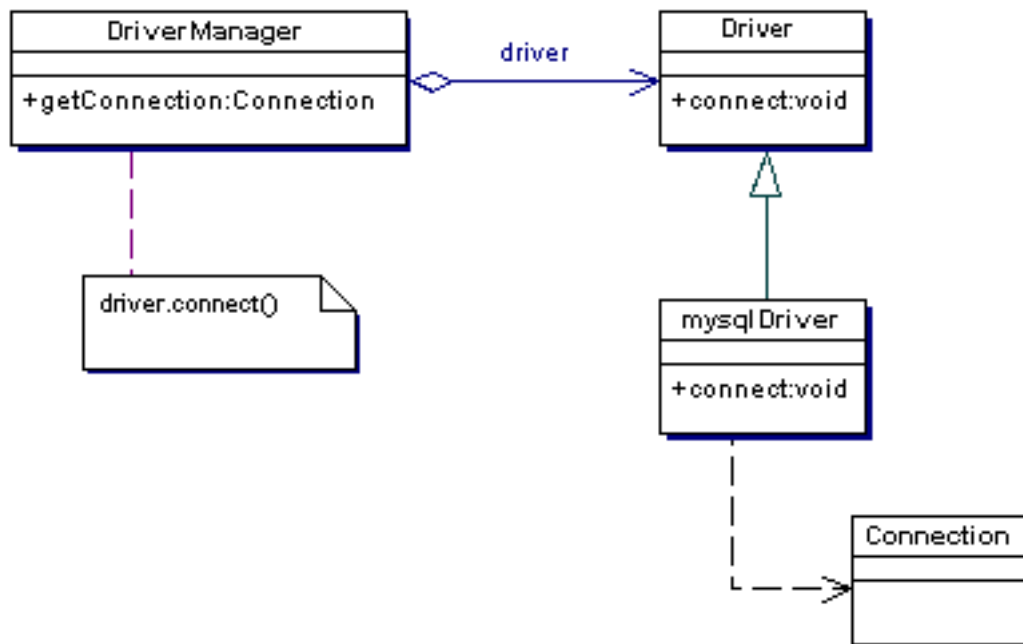 DriverManager
+getConnection:Connection
driver
Driver
+connect:void
driver.connect()
mysqlDriver
+connect:void
Connection